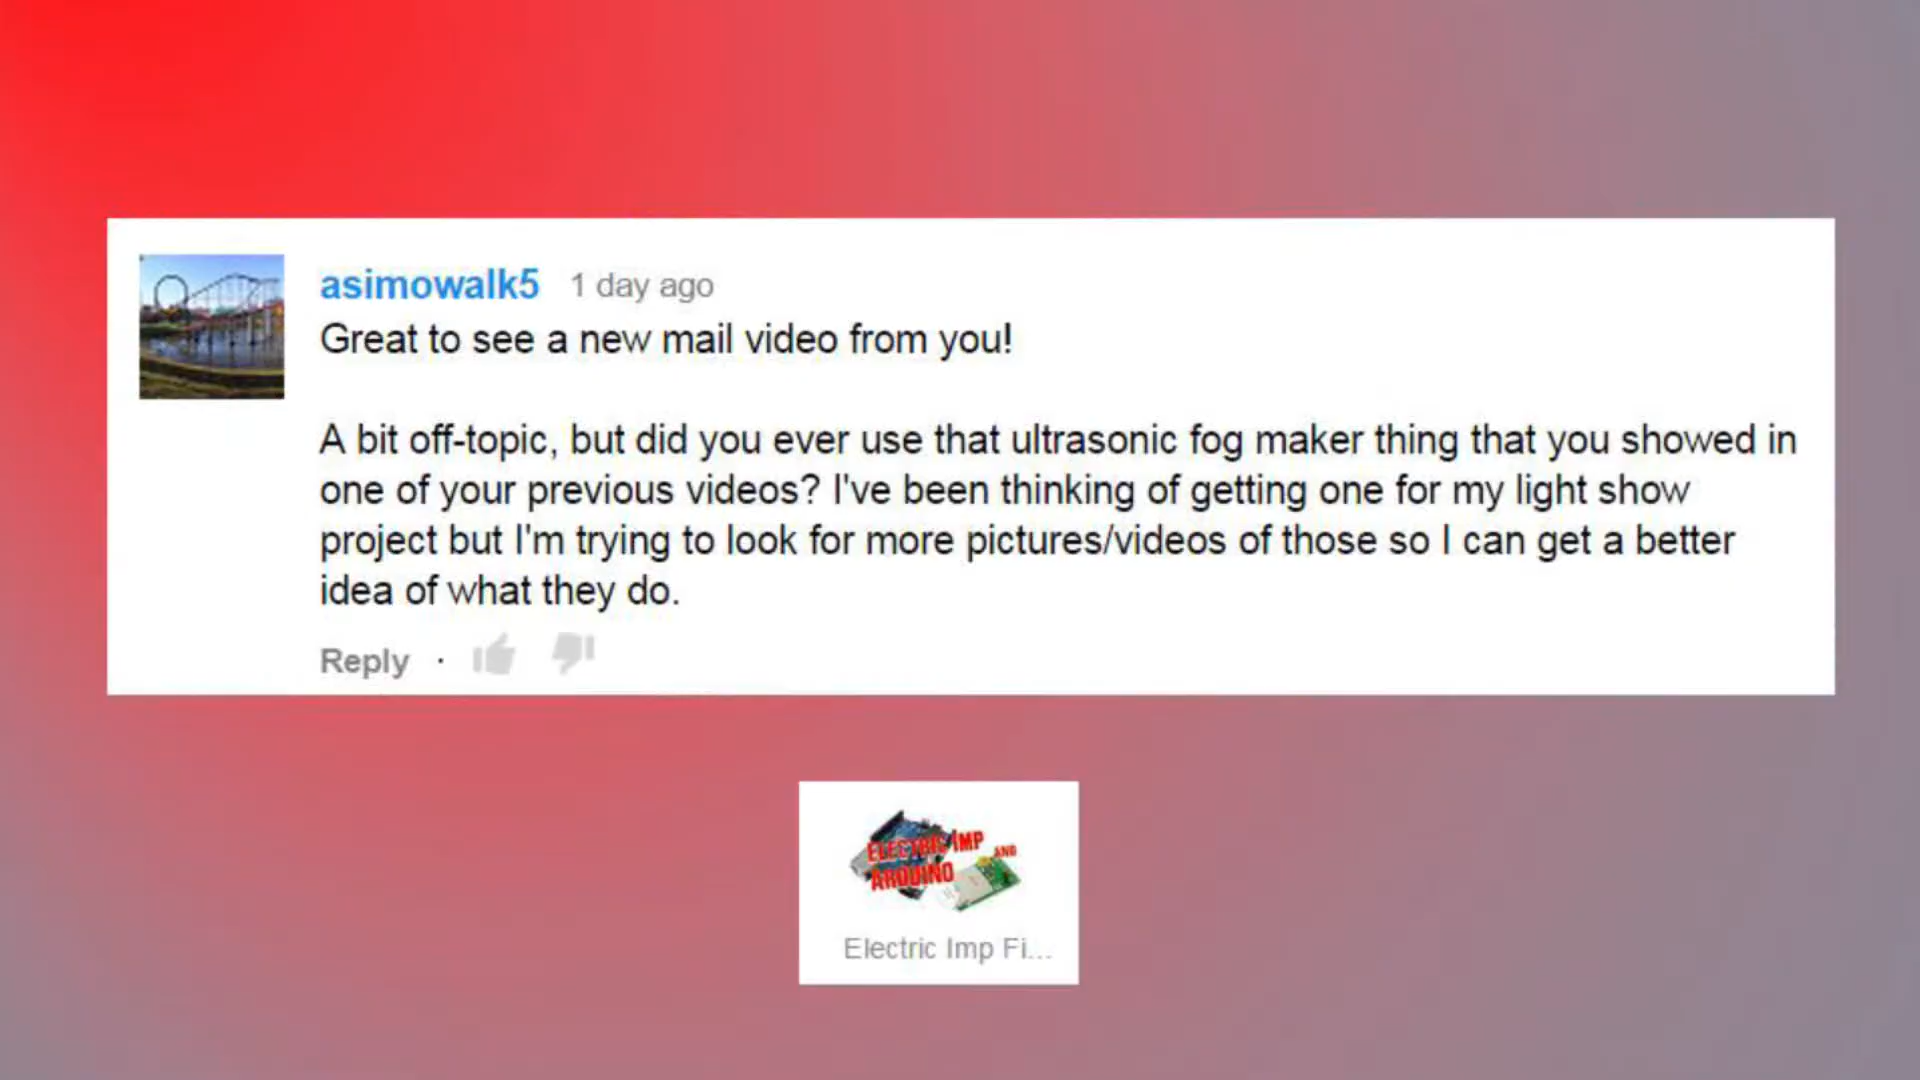 asimowalk5 1 day ago
Great to see a new mail video from you!
A bit off-topic, but did you ever use that ultrasonic fog maker thing that you showed in
one of your previous videos? I've been thinking of getting one for my light show
project but I'm trying to look for more pictures/videos of those so I can get a better
idea of what they do.
Reply ·
ELECTRIC IMP
AND
ARDUINO
Electric Imp Fi...